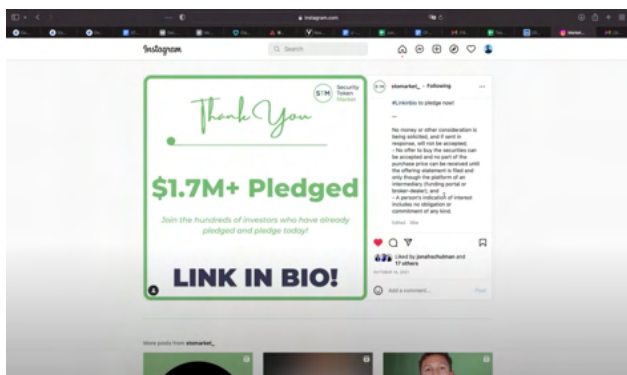 instagram.com
Instagram
Search
Thank You
STM
Security
Token
Market
$1.7M+ Pledged
Join the hundreds of investors who have already
pledged and pledge today!
LINK IN BIO!
stomarket_ • Following
#Linkinbio to pledge now!
—
No money or other consideration is
being solicited, and if sent in
response, will not be accepted;
- No offer to buy the securities can
be accepted and no part of the
purchase price can be received until
the offering statement is filed and
only though the platform of an
intermediary (funding portal or
broker-dealer); and
- A person's indication of interest
includes no obligation or
commitment of any kind.
Liked by jonahschulman and
17 others
Add a comment...
Post
More posts from stomarket_